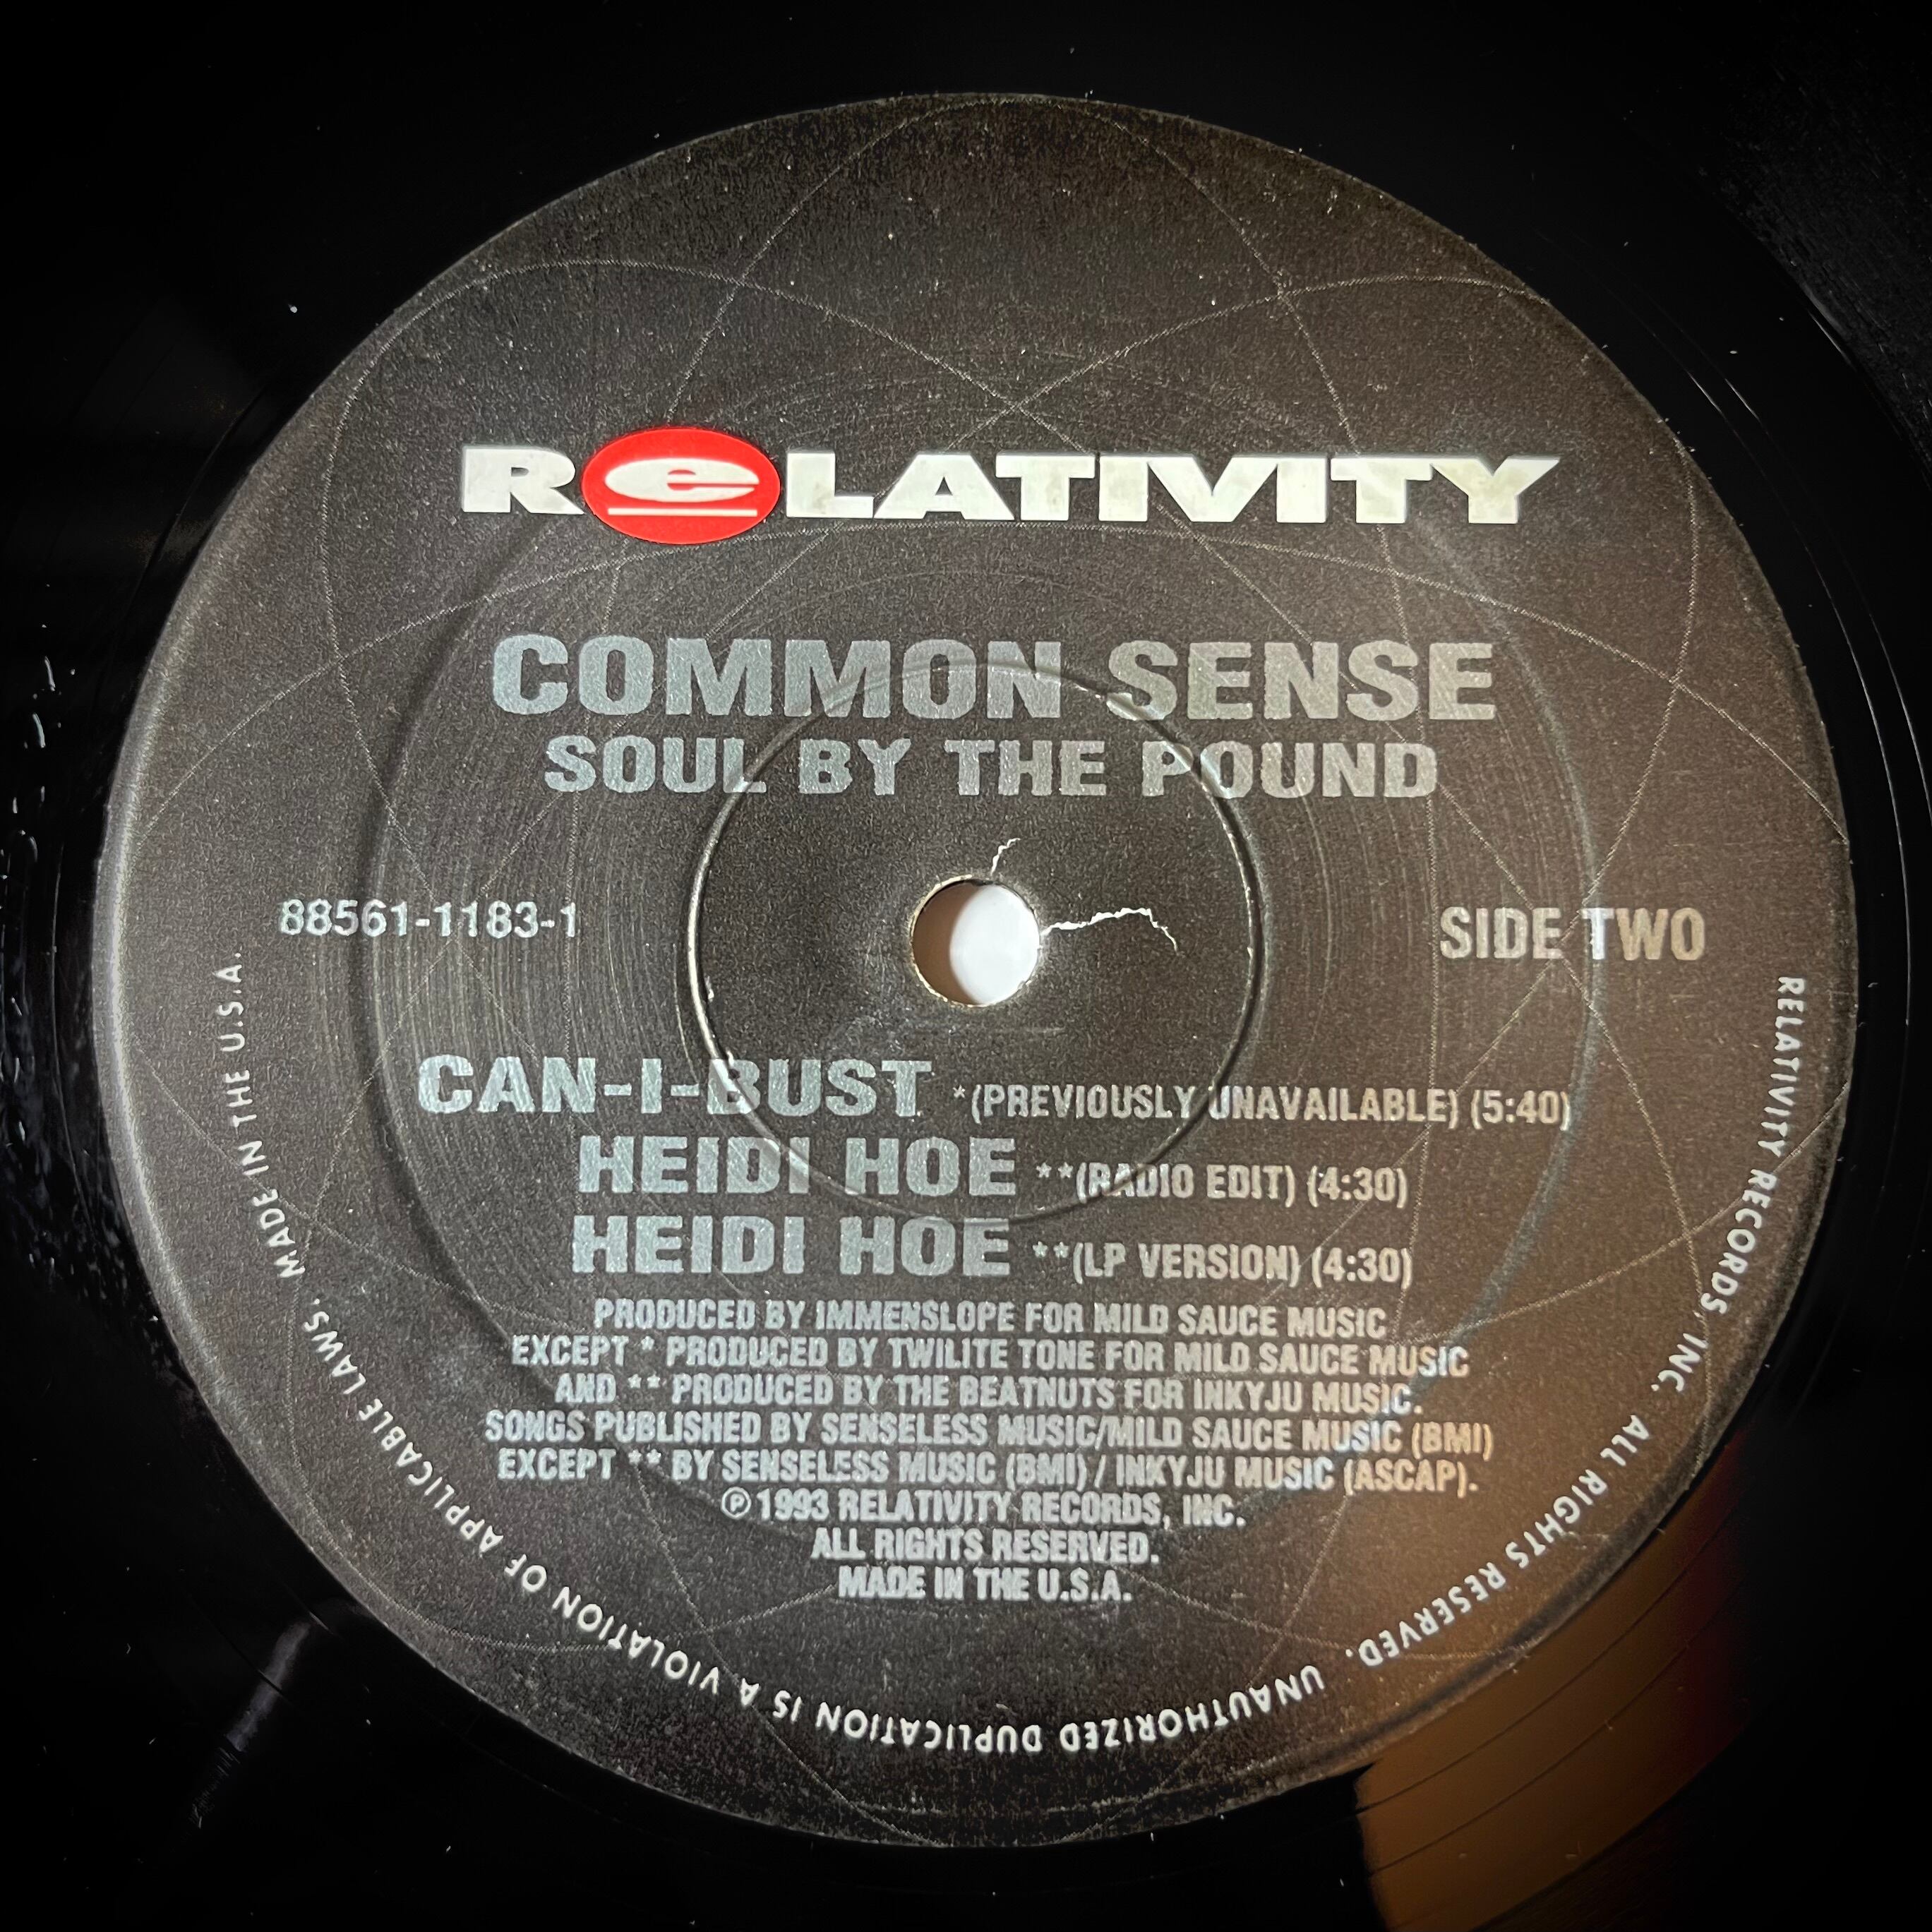 ReLATIVITY
COMMON SENSE
SOUL BY THE POUND
88561-1183-1
SIDE TWO
CAN-I-BUST *(PREVIOUSLY UNAVAILABLE) (5:40)
HEIDI HOE **(RADIO EDIT) (4:30)
HEIDI HOE **(LP VERSION) (4:30)
PRODUCED BY IMMENSLOPE FOR MILD SAUCE MUSIC
EXCEPT * PRODUCED BY TWILITE TONE FOR MILD SAUCE MUSIC
AND ** PRODUCED BY THE BEATNUTS FOR INKYJU MUSIC.
SONGS PUBLISHED BY SENSELESS MUSIC/MILD SAUCE MUSIC (BMI)
EXCEPT ** BY SENSELESS MUSIC (BMI) / INKYJU MUSIC (ASCAP).
℗ 1993 RELATIVITY RECORDS, INC.
ALL RIGHTS RESERVED.
MADE IN THE U.S.A.
RELATIVITY RECORDS, INC. ALL RIGHTS RESERVED. UNAUTHORIZED DUPLICATION IS A VIOLATION OF APPLICABLE LAWS. MADE IN THE U.S.A.